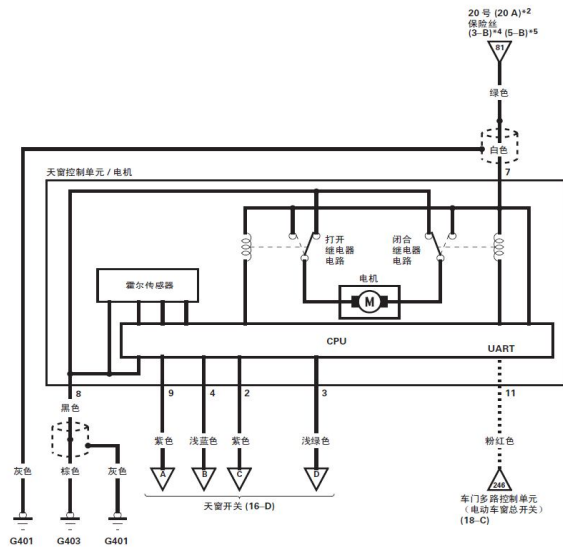 20 号 (20 A)*2
保险丝
(3–B)*4 (5–B)*5
81
绿色
白色
7
天窗控制单元 / 电机
打开
继电器
电路
闭合
继电器
电路
电机
M
霍尔传感器
CPU
UART
8
9
4
2
3
11
黑色
紫色
浅蓝色
紫色
浅绿色
粉红色
灰色
棕色
灰色
A
B
C
D
246
天窗开关 (16–D)
车门多路控制单元
(电动车窗总开关)
(18–C)
G401
G403
G401